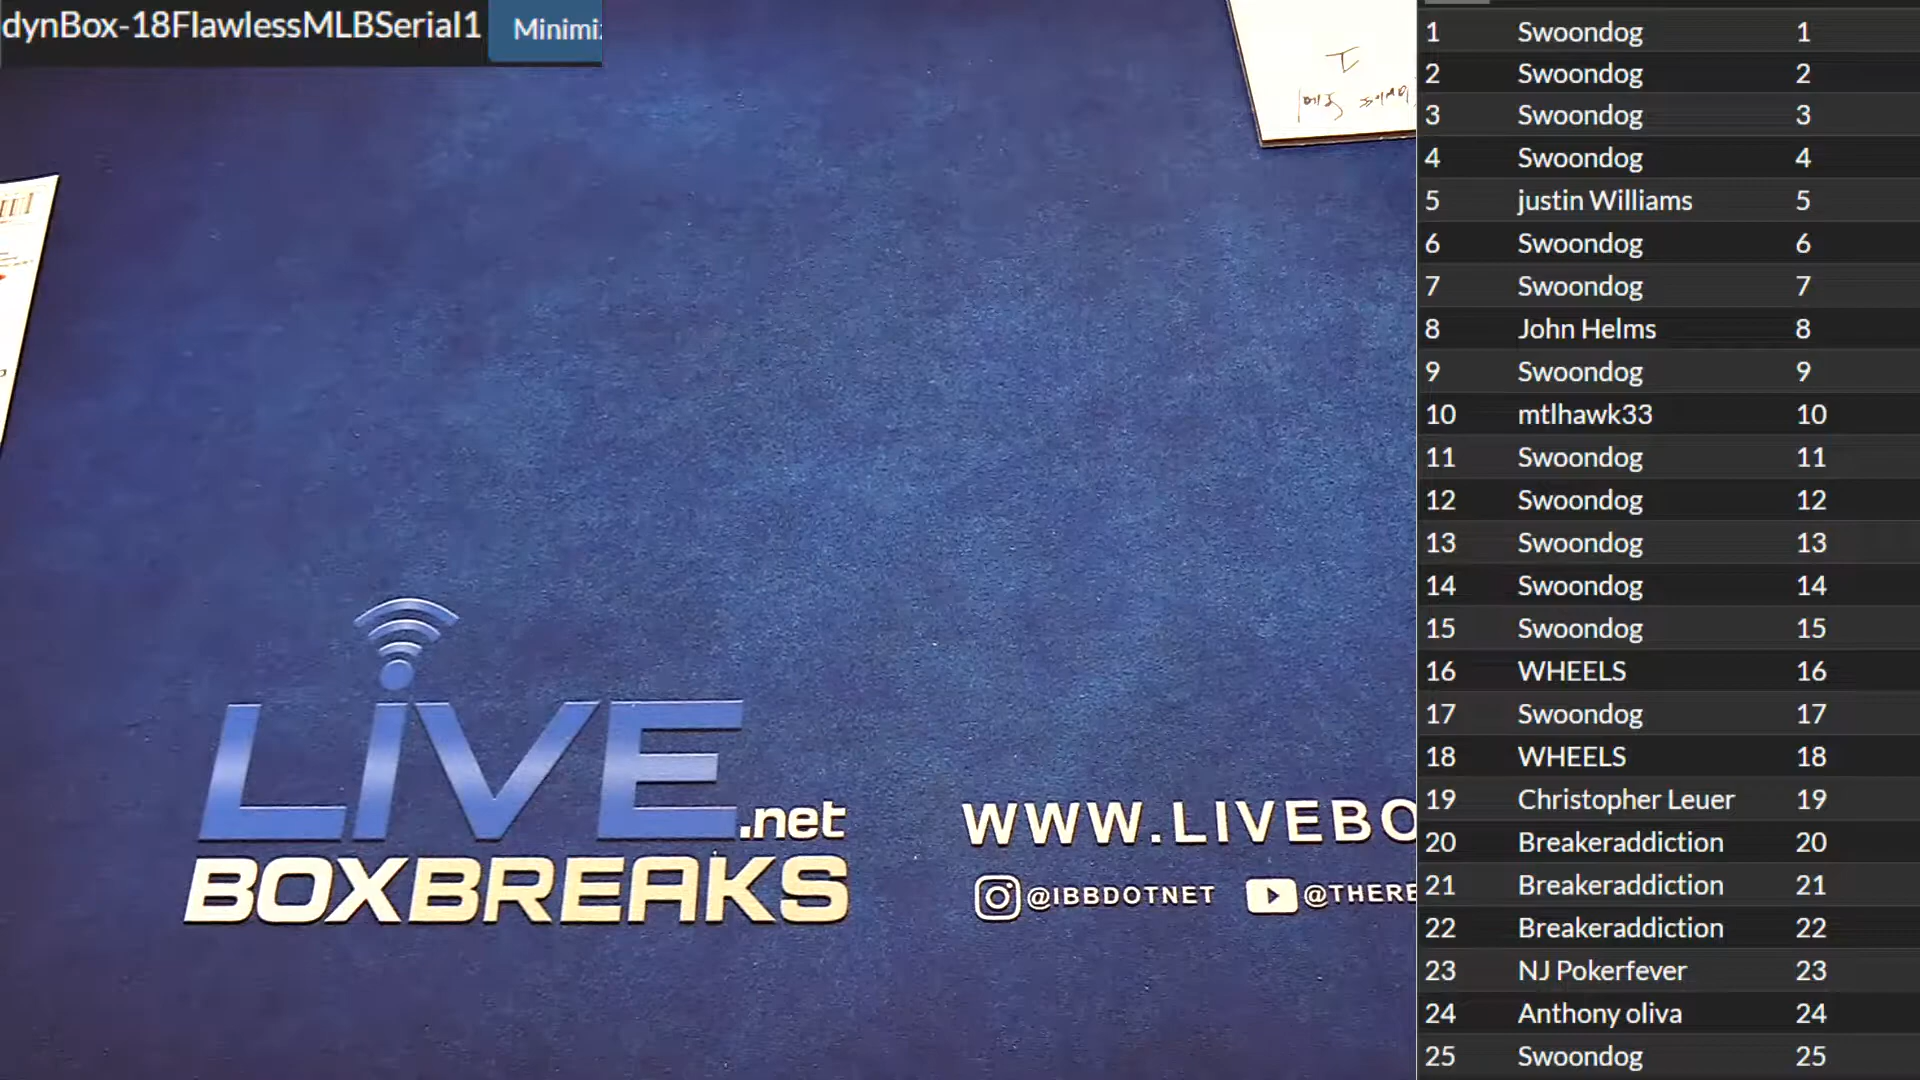 dynBox-18FlawlessMLBSerial1 Minimiz
1 Swoondog 1
2 Swoondog 2
3 Swoondog 3
4 Swoondog 4
5 justin Williams 5
6 Swoondog 6
7 Swoondog 7
8 John Helms 8
9 Swoondog 9
10 mtlhawk33 10
11 Swoondog 11
12 Swoondog 12
13 Swoondog 13
14 Swoondog 14
15 Swoondog 15
16 WHEELS 16
17 Swoondog 17
18 WHEELS 18
19 Christopher Leuer 19
20 Breakeraddiction 20
21 Breakeraddiction 21
22 Breakeraddiction 22
23 NJ Pokerfever 23
24 Anthony oliva 24
25 Swoondog 25
LiVE.net
BOXBREAKS
WWW.LIVEBO
@IBBDOTNET @THERE